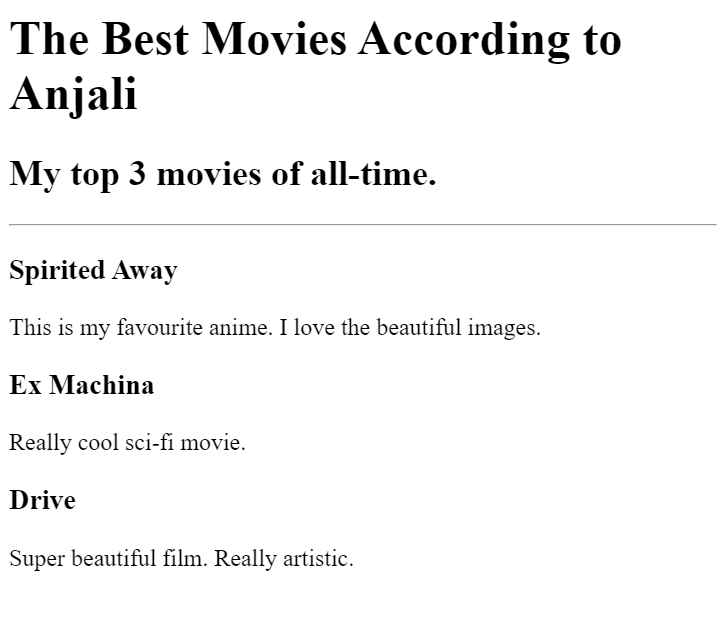 The Best Movies According to
Anjali
My top 3 movies of all-time.
Spirited Away
This is my favourite anime. I love the beautiful images.
Ex Machina
Really cool sci-fi movie.
Drive
Super beautiful film. Really artistic.